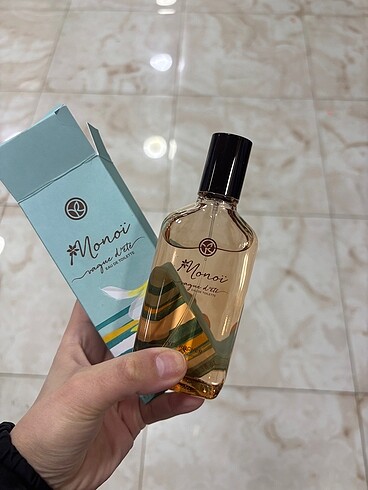 Monoï
vague d'été
EAU DE TOILETTE
Monoï
vague d'été
EAU DE TOILETTE